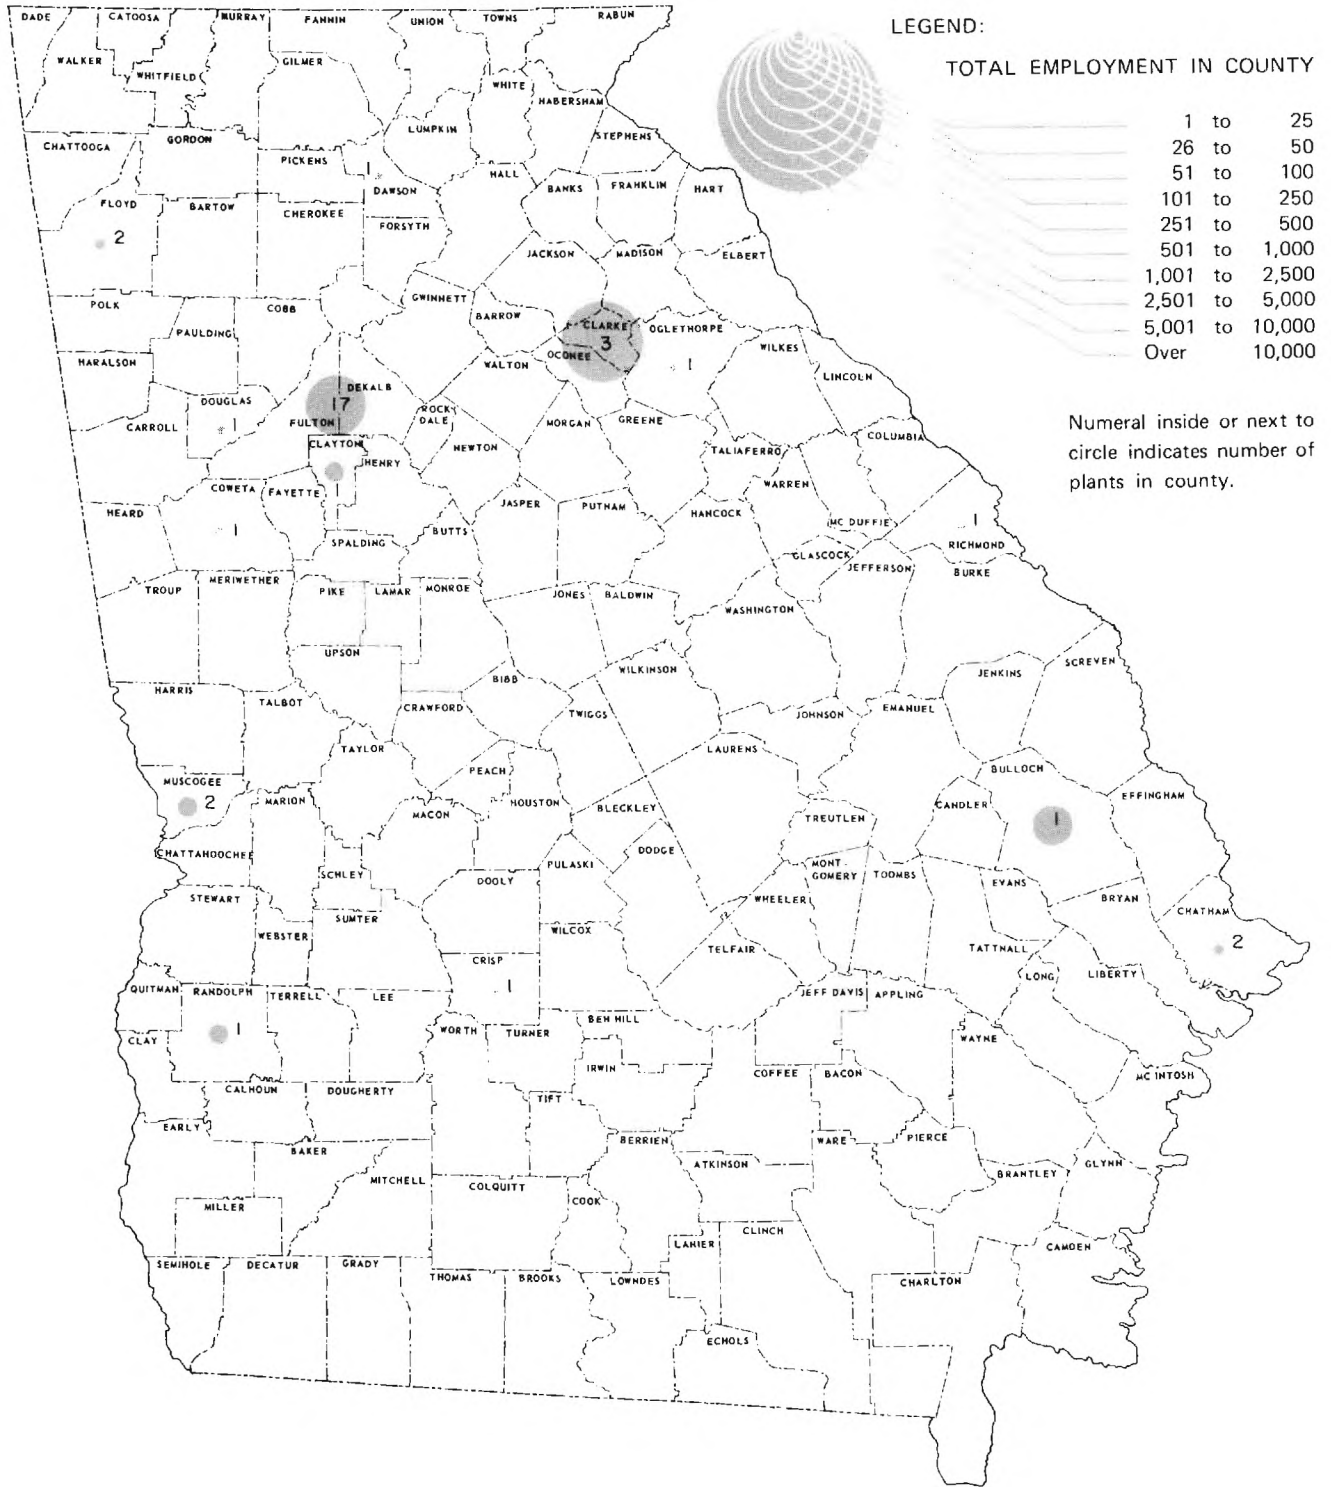 LEGEND:
TOTAL EMPLOYMENT IN COUNTY
1 to 25
26 to 50
51 to 100
101 to 250
251 to 500
501 to 1,000
1,001 to 2,500
2,501 to 5,000
5,001 to 10,000
Over 10,000
Numeral inside or next to
circle indicates number of
plants in county.
DADE
CATOOSA
MURRAY
FANNIN
UNION
TOWNS
RABUN
WALKER
WHITFIELD
GILMER
WHITE
HABERSHAM
LUMPKIN
STEPHENS
CHATTOOGA
GORDON
PICKENS
1
DAWSON
HALL
BANKS
FRANKLIN
HART
FLOYD
2
BARTOW
CHEROKEE
FORSYTH
JACKSON
MADISON
ELBERT
POLK
COBB
GWINNETT
BARROW
CLARKE
3
OGLETHORPE
1
PAULDING
OCONEE
WALTON
WILKES
LINCOLN
HARALSON
DEKALB
17
FULTON
DOUGLAS
1
CARROLL
ROCK
DALE
MORGAN
GREENE
COLUMBIA
CLAYTON
1
HENRY
NEWTON
TALIAFERRO
WARREN
COWETA
1
FAYETTE
HEARD
JASPER
PUTNAM
HANCOCK
MC DUFFIE
1
RICHMOND
SPALDING
BUTTS
GLASCOCK
JEFFERSON
BURKE
TROUP
MERIWETHER
PIKE
LAMAR
MONROE
JONES
BALDWIN
WASHINGTON
UPSON
WILKINSON
JENKINS
SCREVEN
HARRIS
TALBOT
BIBB
CRAWFORD
TWIGGS
JOHNSON
EMANUEL
TAYLOR
LAURENS
PEACH
BULLOCH
1
MUSCOGEE
2
MARION
MACON
HOUSTON
BLECKLEY
TREUTLEN
CANDLER
EFFINGHAM
CHATTAHOOCHEE
SCHLEY
DOOLY
PULASKI
DODGE
MONT-
GOMERY
TOOMBS
EVANS
BRYAN
STEWART
SUMTER
WHEELER
CHATHAM
2
WEBSTER
WILCOX
TELFAIR
TATTNALL
CRISP
1
LONG
LIBERTY
QUITMAN
RANDOLPH
1
TERRELL
LEE
JEFF DAVIS
APPLING
BEN HILL
WORTH
TURNER
CLAY
WAYNE
IRWIN
COFFEE
BACON
MC INTOSH
CALHOUN
DOUGHERTY
TIFT
EARLY
BAKER
BERRIEN
WARE
PIERCE
ATKINSON
BRANTLEY
GLYNN
MITCHELL
COLQUITT
COOK
MILLER
LANIER
CLINCH
CAMDEN
SEMINOLE
DECATUR
GRADY
THOMAS
BROOKS
LOWNDES
CHARLTON
ECHOLS